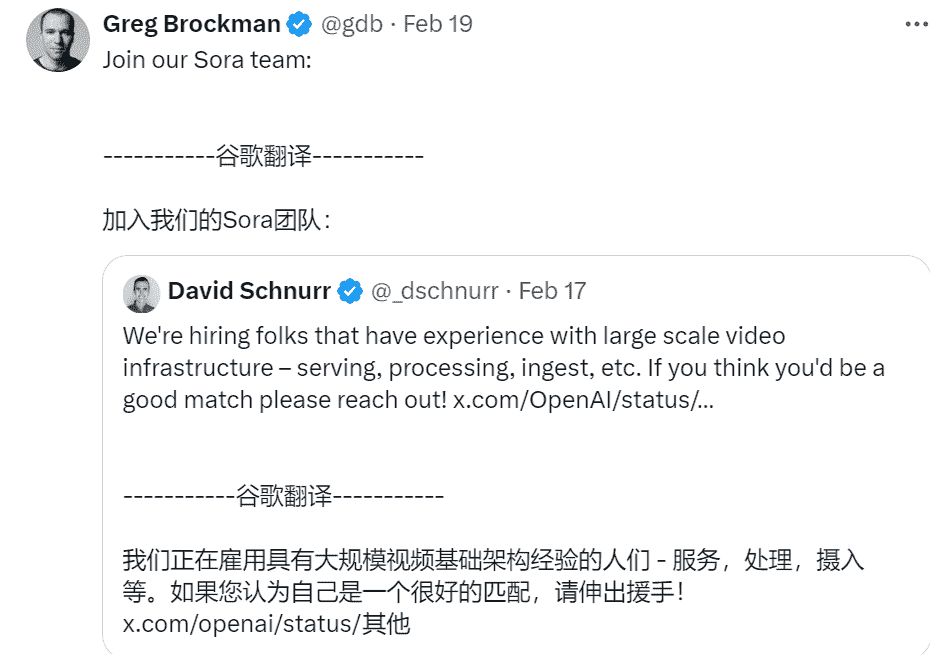 Greg Brockman @gdb · Feb 19
Join our Sora team:
-----------谷歌翻译-----------
加入我们的Sora团队：
David Schnurr @_dschnurr · Feb 17
We're hiring folks that have experience with large scale video
infrastructure – serving, processing, ingest, etc. If you think you'd be a
good match please reach out! x.com/OpenAI/status/...
-----------谷歌翻译-----------
我们正在雇用具有大规模视频基础架构经验的人们 - 服务，处理，摄入
等。如果您认为自己是一个很好的匹配，请伸出援手！
x.com/openai/status/其他